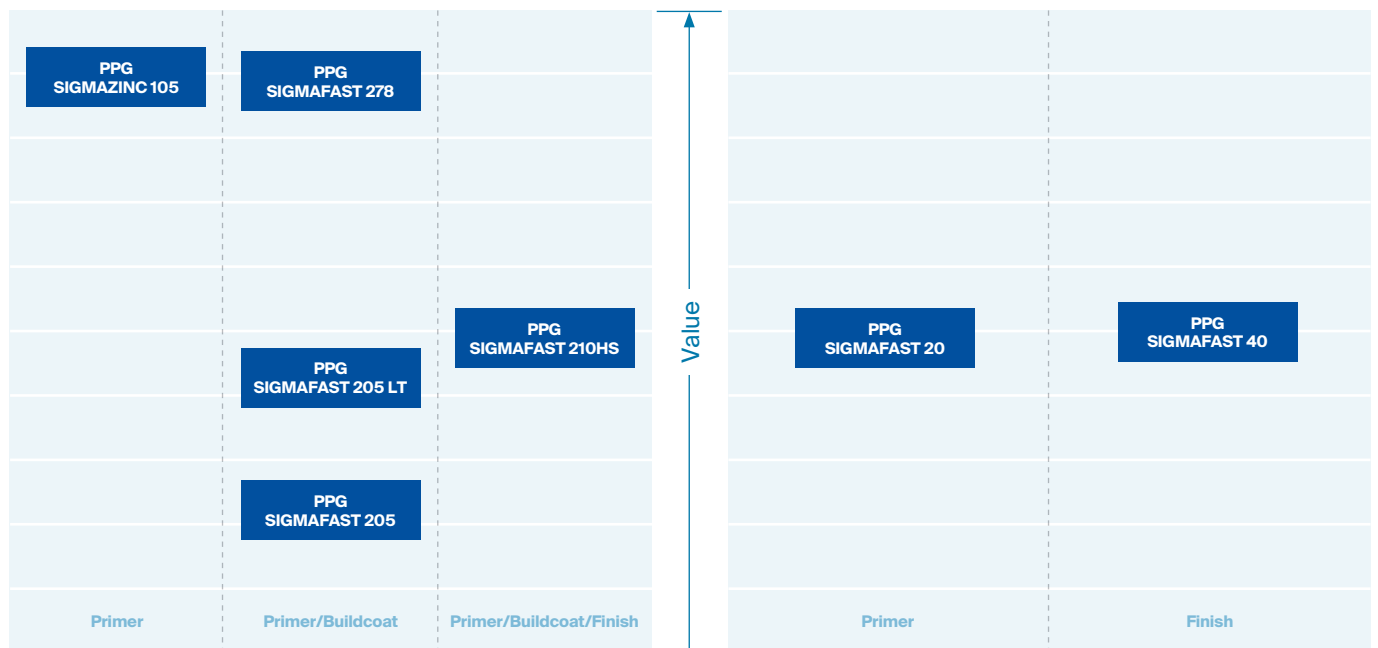 PPG
SIGMAZINC 105
PPG
SIGMAFAST 278
PPG
SIGMAFAST 210HS
PPG
SIGMAFAST 205 LT
PPG
SIGMAFAST 205
Primer
Primer/Buildcoat
Primer/Buildcoat/Finish
Value
PPG
SIGMAFAST 20
PPG
SIGMAFAST 40
Primer
Finish